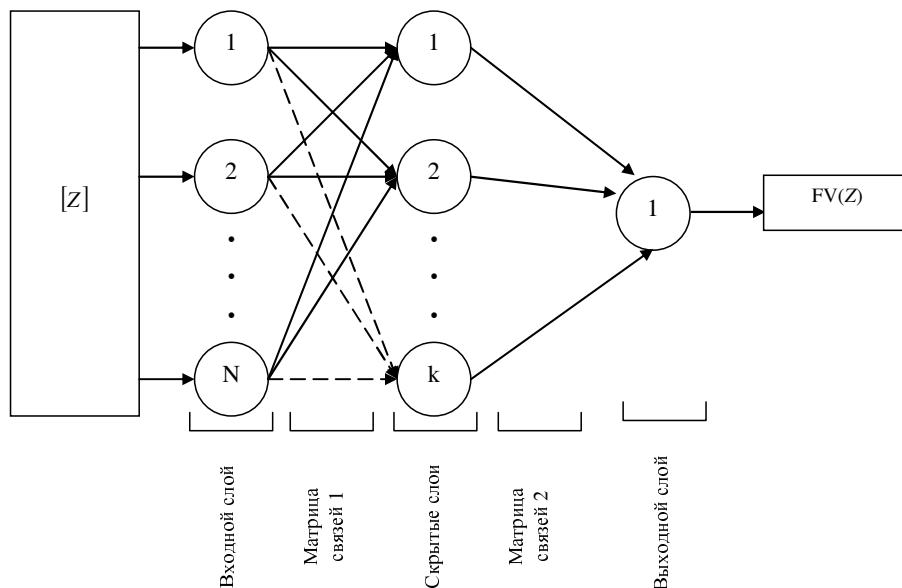 [Z]
1
2
N
1
2
k
1
FV(Z)
Входной слой
Матрица
связей 1
Скрытые слои
Матрица
связей 2
Выходной слой